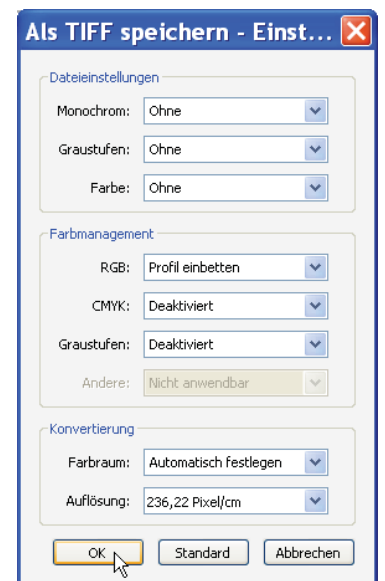 Als TIFF speichern - Einst...
Dateieinstellungen
Monochrom: Ohne
Graustufen: Ohne
Farbe: Ohne
Farbmanagement
RGB: Profil einbetten
CMYK: Deaktiviert
Graustufen: Deaktiviert
Andere: Nicht anwendbar
Konvertierung
Farbraum: Automatisch festlegen
Auflösung: 236,22 Pixel/cm
OK Standard Abbrechen